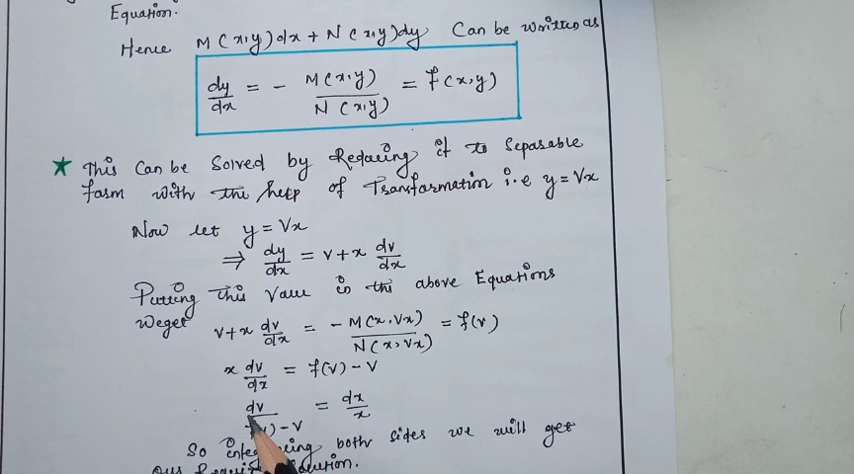 Equation.
Hence M(x,y)dx + N(x,y)dy Can be written as
dy/dx = - M(x,y)/N(x,y) = f(x,y)
★ This Can be Solved by Reducing it to Separable
farm with the help of Transformation i.e y = Vx
Now let y = Vx
⇒ dy/dx = v + x dv/dx
Putting this Value in the above Equations
We get v + x dv/dx = -M(x, Vx)/N(x, Vx) = f(v)
x dv/dx = f(v) - v
dv/ v) - v = dx/x
So both sides we will get
our